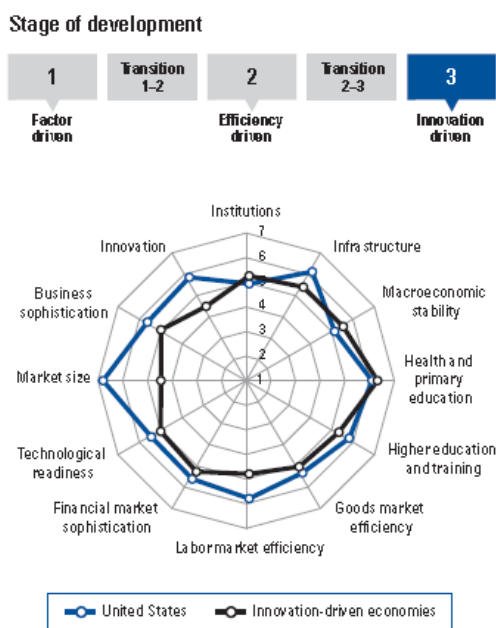 Stage of development
1
Transition
1–2
2
Transition
2–3
3
Factor
driven
Efficiency
driven
Innovation
driven
Institutions
Innovation
Infrastructure
Business
sophistication
Macroeconomic
stability
Market size
Health and
primary
education
Technological
readiness
Higher education
and training
Financial market
sophistication
Goods market
efficiency
Labor market efficiency
7
6
4
3
2
1
United States
Innovation-driven economies